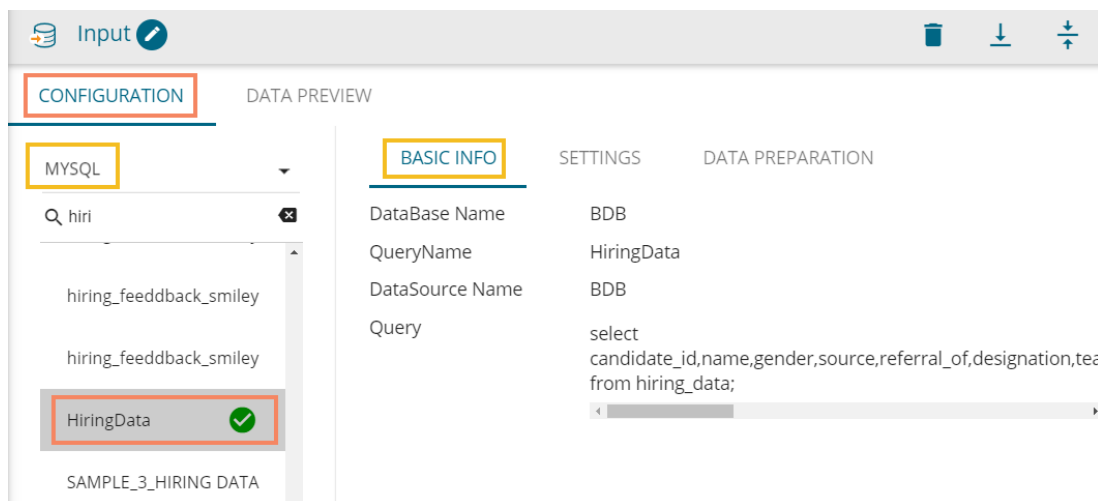 Input
CONFIGURATION
DATA PREVIEW
MYSQL
hiri
hiring_feeddback_smiley
hiring_feeddback_smiley
HiringData
SAMPLE_3_HIRING DATA
BASIC INFO
SETTINGS
DATA PREPARATION
DataBase Name
BDB
QueryName
HiringData
DataSource Name
BDB
Query
select
candidate_id,name,gender,source,referral_of,designation,tea
from hiring_data;